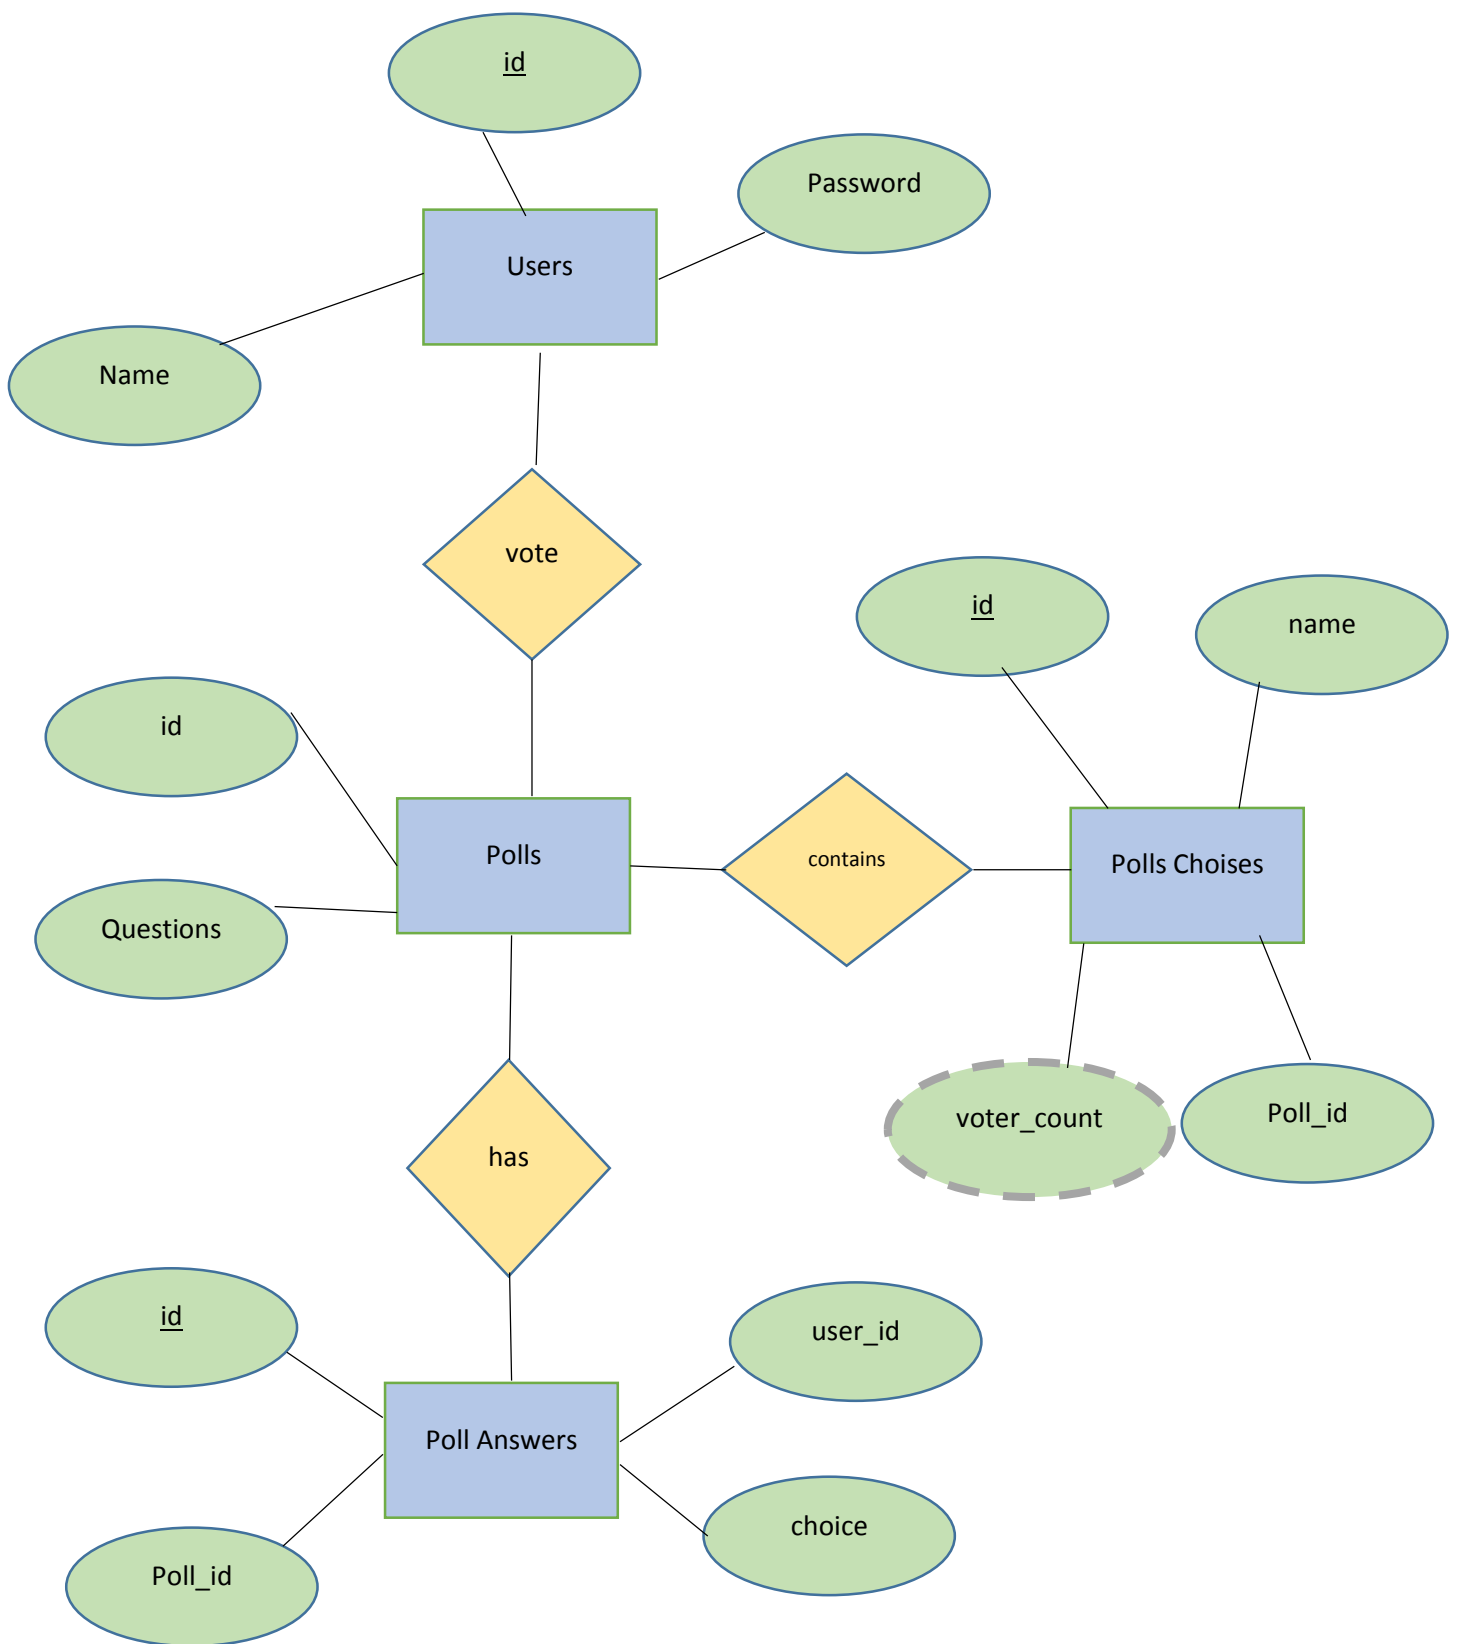 id
Password
Users
Name
vote
id
name
id
Polls
contains
Polls Choises
Questions
voter_count
Poll_id
has
id
user_id
Poll Answers
choice
Poll_id